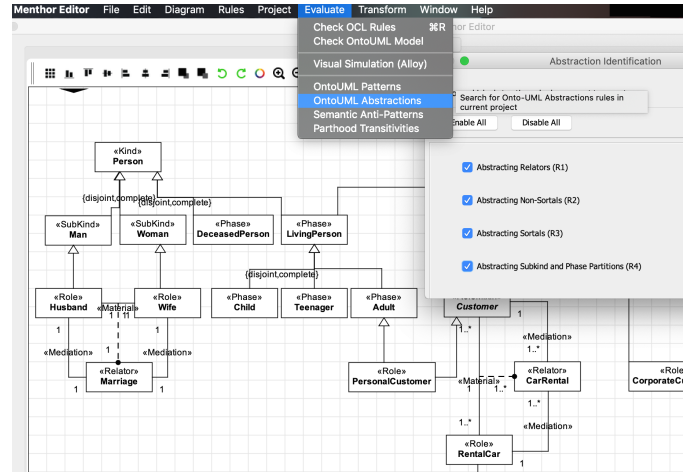 Menthor Editor File Edit Diagram Rules Project Evaluate Transform Window Help
Check OCL Rules ⌘R
Check OntoUML Model
Visual Simulation (Alloy)
OntoUML Patterns
OntoUML Abstractions
Semantic Anti-Patterns
Parthood Transitivities
hor Editor
Abstraction Identification
Search for Onto-UML Abstractions rules in
current project
Enable All Disable All
Abstracting Relators (R1)
Abstracting Non-Sortals (R2)
Abstracting Sortals (R3)
Abstracting Subkind and Phase Partitions (R4)
«Kind»
Person
{disjoint,complete}
{disjoint,complete}
«SubKind»
Man
«SubKind»
Woman
«Phase»
DeceasedPerson
«Phase»
LivingPerson
{disjoint,complete}
«Role»
Husband
«Material»
1 1
«Role»
Wife
«Phase»
Child
«Phase»
Teenager
«Phase»
Adult
Customer
1
1
1
1..*
«Mediation»
1..*
«Mediation»
1
«Mediation»
«Relator»
Marriage
1
1
«Role»
PersonalCustomer
«Material»
1
1..*
«Relator»
CarRental
«Role
CorporateCu
1..*
1..*
«Mediation»
«Role»
RentalCar
1